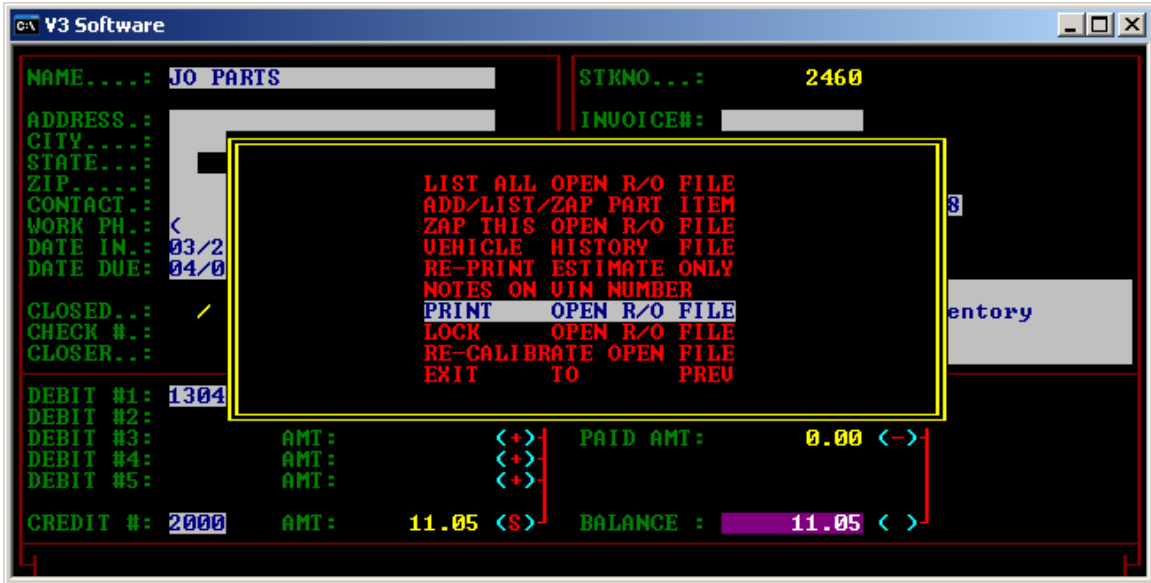 V3 Software
NAME....: JO PARTS STKNO...: 2460
ADDRESS.: INVOICE#:
CITY....:
STATE...:
ZIP.....:
CONTACT.: 8
WORK PH.: (
DATE IN.: 03/2
DATE DUE: 04/0
LIST ALL OPEN R/O FILE
ADD/LIST/ZAP PART ITEM
ZAP THIS OPEN R/O FILE
VEHICLE HISTORY FILE
RE-PRINT ESTIMATE ONLY
NOTES ON VIN NUMBER
PRINT OPEN R/O FILE
LOCK OPEN R/O FILE
RE-CALIBRATE OPEN FILE
EXIT TO PREV
CLOSED..: / entory
CHECK #.:
CLOSER..:
DEBIT #1: 1304
DEBIT #2:
DEBIT #3: AMT: (+) PAID AMT: 0.00 (-)
DEBIT #4: AMT: (+)
DEBIT #5: AMT: (+)
CREDIT #: 2000 AMT: 11.05 (S) BALANCE : 11.05 ( )